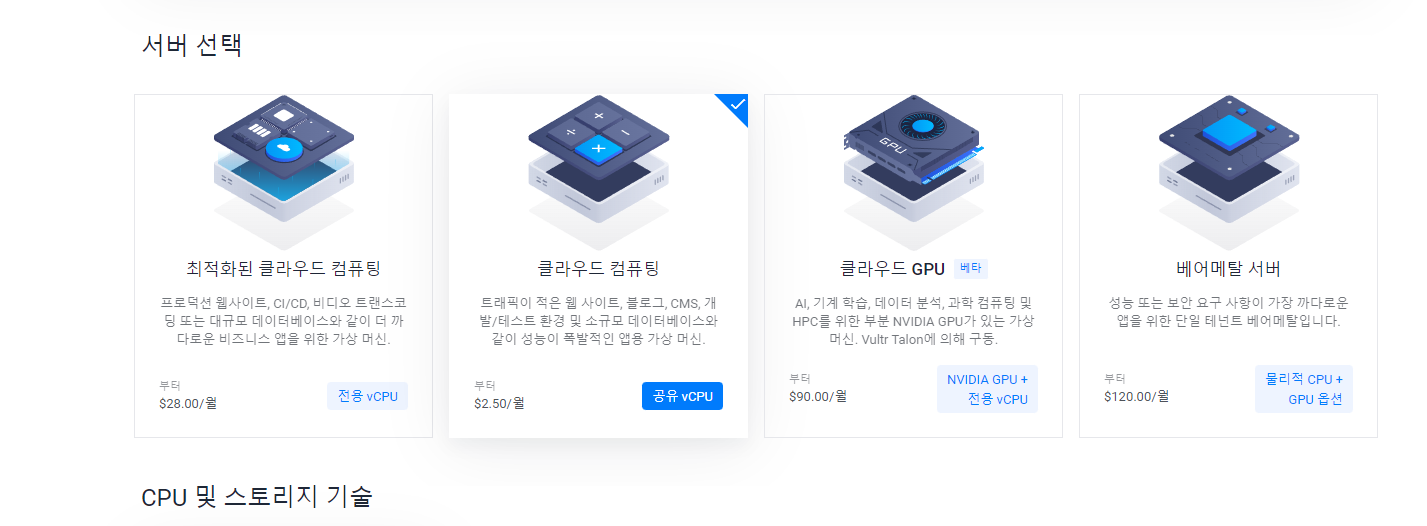 서버 선택
최적화된 클라우드 컴퓨팅
프로덕션 웹사이트, CI/CD, 비디오 트랜스코
딩 또는 대규모 데이터베이스와 같이 더 까
다로운 비즈니스 앱을 위한 가상 머신.
부터
$28.00/월
전용 vCPU
클라우드 컴퓨팅
트래픽이 적은 웹 사이트, 블로그, CMS, 개
발/테스트 환경 및 소규모 데이터베이스와
같이 성능이 폭발적인 앱용 가상 머신.
부터
$2.50/월
공유 vCPU
GPU
클라우드 GPU 베타
AI, 기계 학습, 데이터 분석, 과학 컴퓨팅 및
HPC를 위한 부분 NVIDIA GPU가 있는 가상
머신. Vultr Talon에 의해 구동.
부터
$90.00/월
NVIDIA GPU +
전용 vCPU
베어메탈 서버
성능 또는 보안 요구 사항이 가장 까다로운
앱을 위한 단일 테넌트 베어메탈입니다.
부터
$120.00/월
물리적 CPU +
GPU 옵션
CPU 및 스토리지 기술